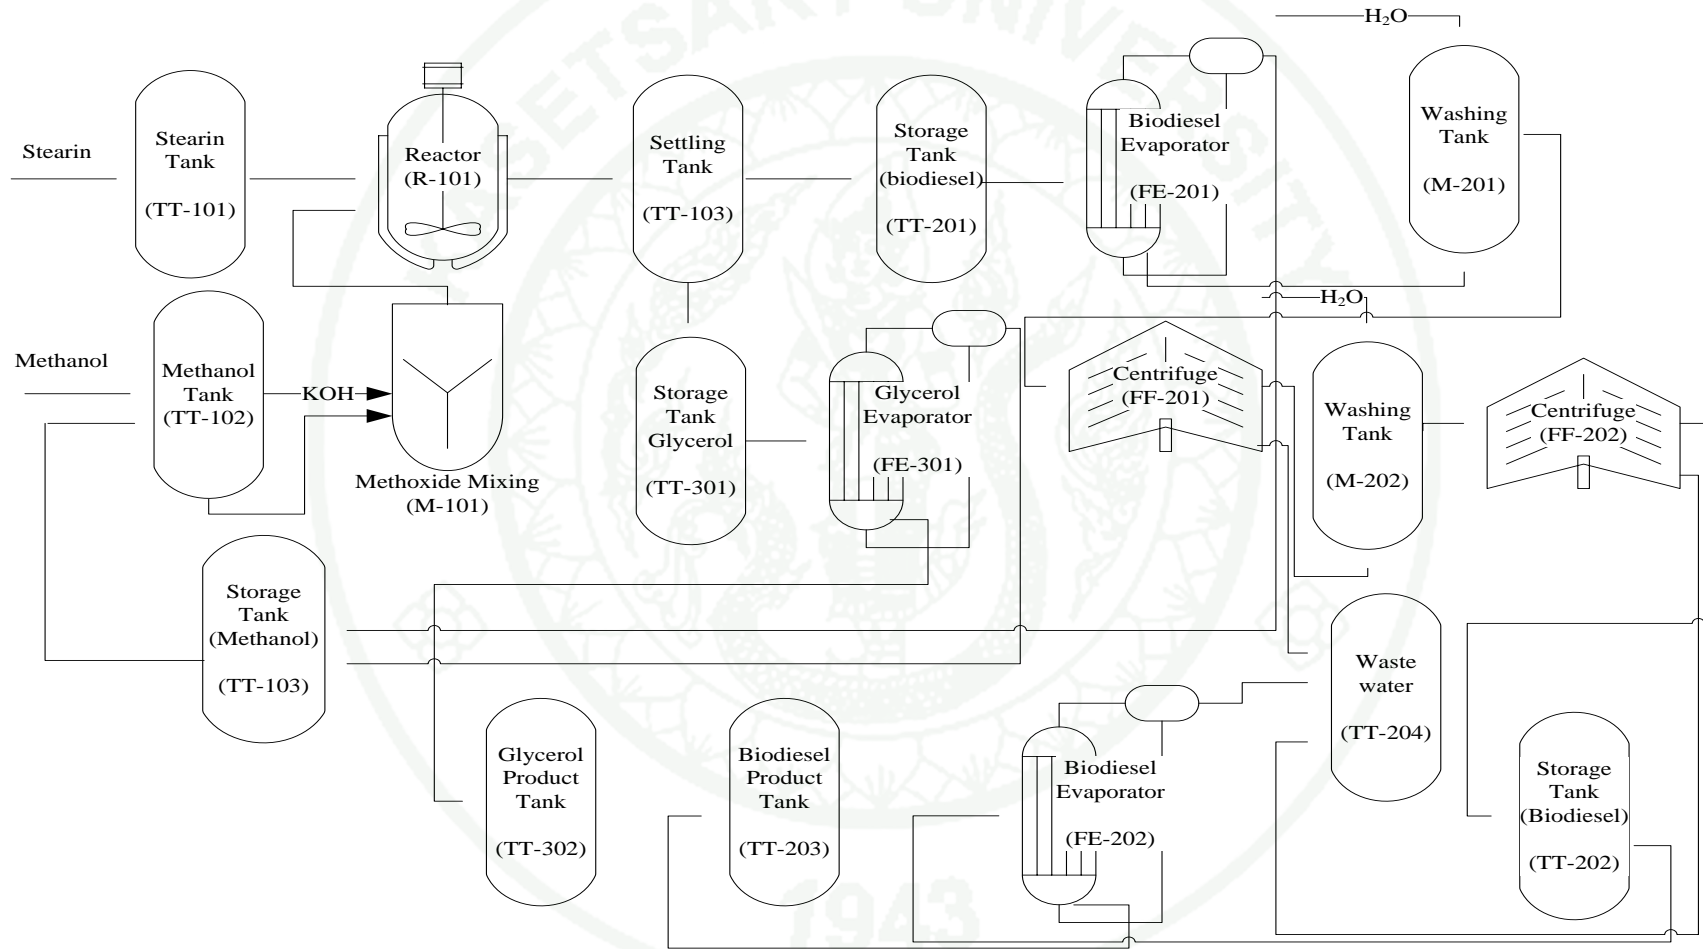 H₂O
Stearin
Stearin
Tank
(TT-101)
Reactor
(R-101)
Settling
Tank
(TT-103)
Storage
Tank
(biodiesel)
(TT-201)
Biodiesel
Evaporator
(FE-201)
Washing
Tank
(M-201)
H₂O
Methanol
Methanol
Tank
(TT-102)
KOH
Methoxide Mixing
(M-101)
Storage
Tank
Glycerol
(TT-301)
Glycerol
Evaporator
(FE-301)
Centrifuge
(FF-201)
Washing
Tank
(M-202)
Centrifuge
(FF-202)
Storage
Tank
(Methanol)
(TT-103)
Waste
water
(TT-204)
Glycerol
Product
Tank
(TT-302)
Biodiesel
Product
Tank
(TT-203)
Biodiesel
Evaporator
(FE-202)
Storage
Tank
(Biodiesel)
(TT-202)
KASETSART UNIVERSITY
1943